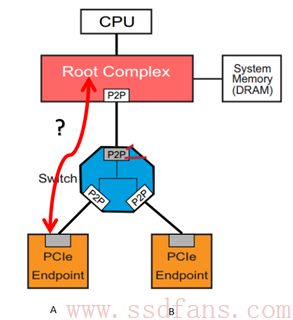 CPU
Root Complex
System
Memory
(DRAM)
P2P
?
P2P
Switch
P2P
P2P
PCIe
Endpoint
PCIe
Endpoint
A
B
www.ssdfans.com